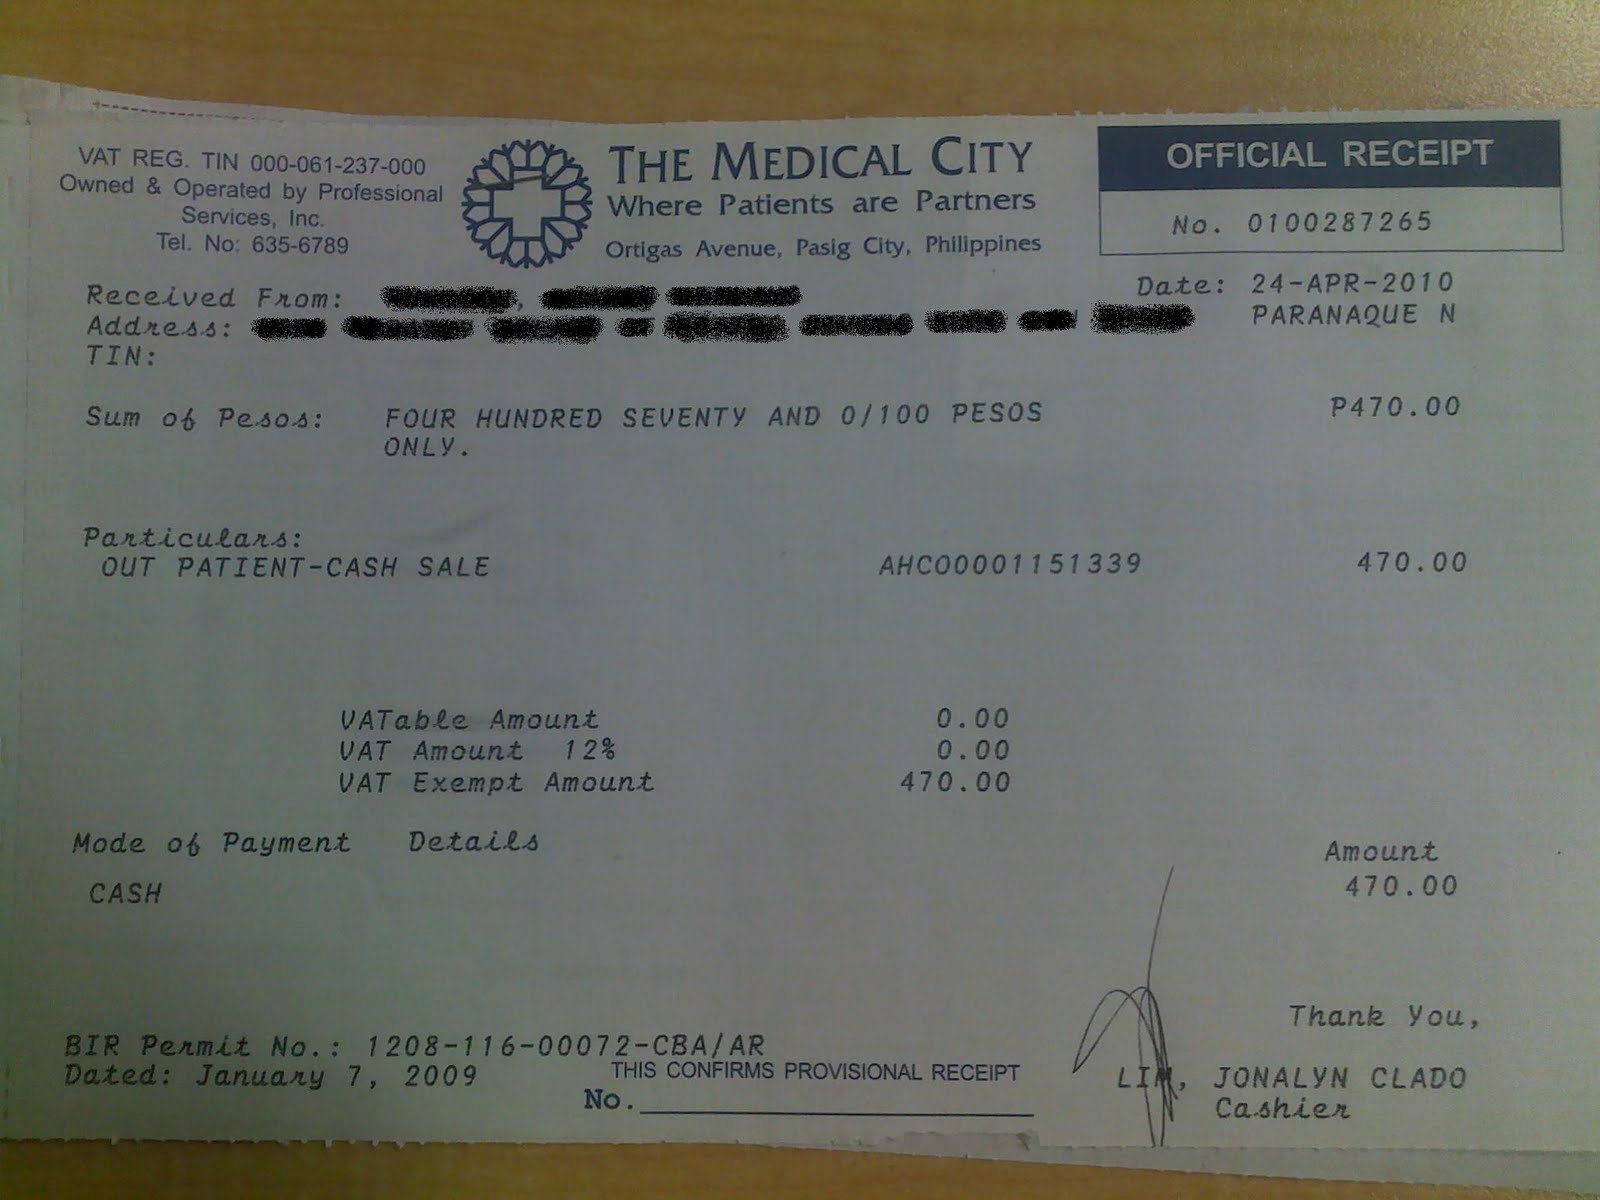 VAT REG. TIN 000-061-237-000
Owned & Operated by Professional
Services, Inc.
Tel. No: 635-6789
THE MEDICAL CITY
Where Patients are Partners
Ortigas Avenue, Pasig City, Philippines
OFFICIAL RECEIPT
No. 0100287265
Received From:
Date: 24-APR-2010
Address: PARANAQUE N
TIN:
Sum of Pesos: FOUR HUNDRED SEVENTY AND 0/100 PESOS ₱470.00
ONLY.
Particulars:
OUT PATIENT-CASH SALE AHC00001151339 470.00
VATable Amount 0.00
VAT Amount 12% 0.00
VAT Exempt Amount 470.00
Mode of Payment Details Amount
CASH 470.00
Thank You,
BIR Permit No.: 1208-116-00072-CBA/AR
Dated: January 7, 2009
THIS CONFIRMS PROVISIONAL RECEIPT
No.
LIM, JONALYN CLADO
Cashier